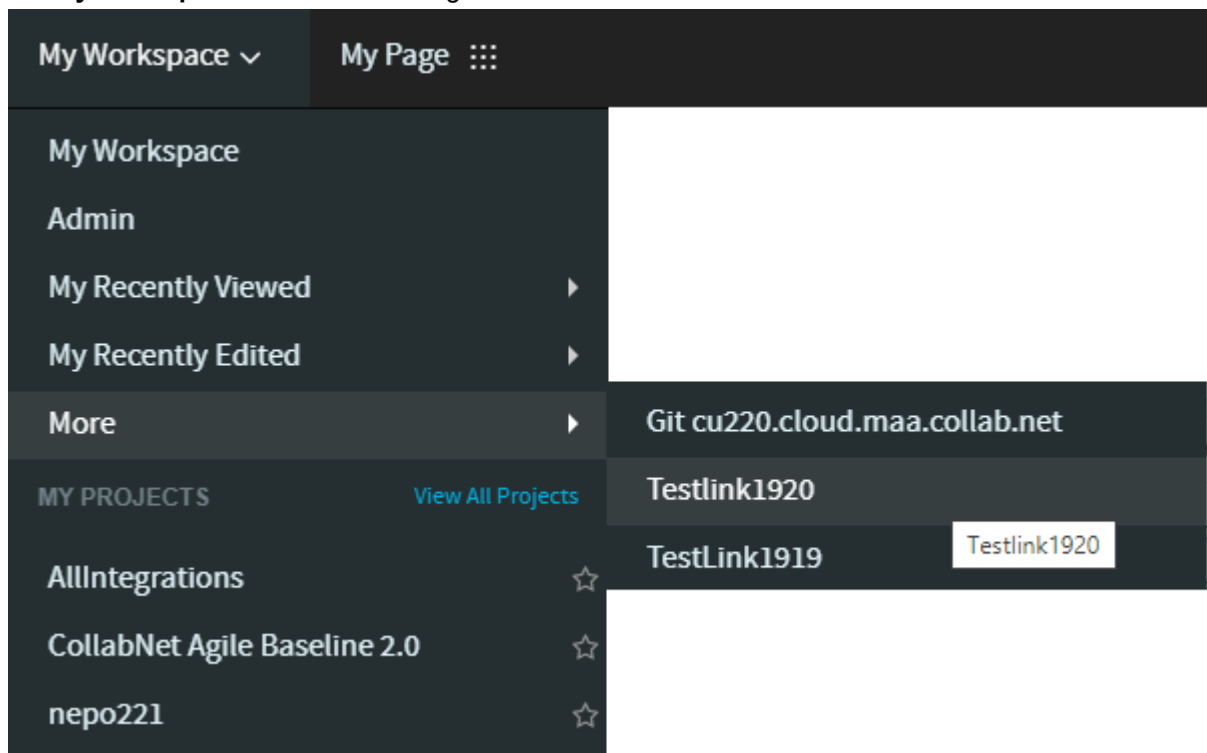 My Workspace My Page
My Workspace
Admin
My Recently Viewed
My Recently Edited
More
Git cu220.cloud.maa.collab.net
MY PROJECTS View All Projects
Testlink1920
Testlink1920
TestLink1919
AllIntegrations
CollabNet Agile Baseline 2.0
nepo221